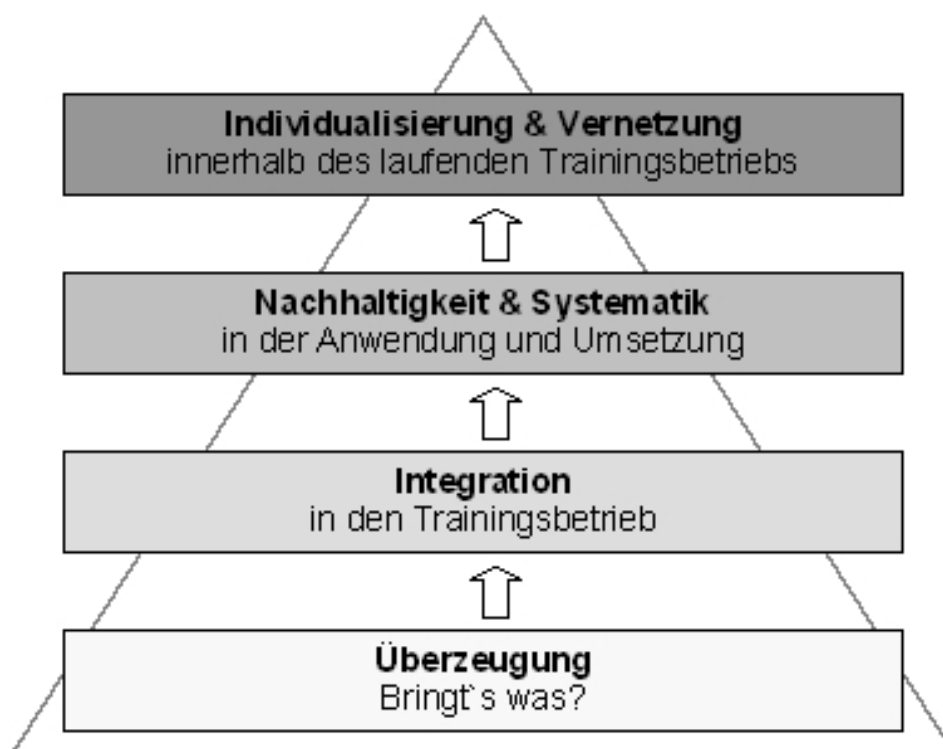 Individualisierung & Vernetzung
innerhalb des laufenden Trainingsbetriebs
Nachhaltigkeit & Systematik
in der Anwendung und Umsetzung
Integration
in den Trainingsbetrieb
Überzeugung
Bringt`s was?